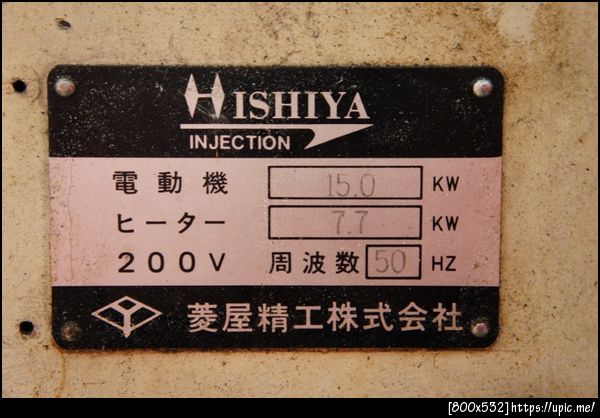 HISHIYA
INJECTION
電動機 15.0 KW
ヒーター 7.7 KW
200V 周波数 50 HZ
菱屋精工株式会社
[800x532]https://upic.me/